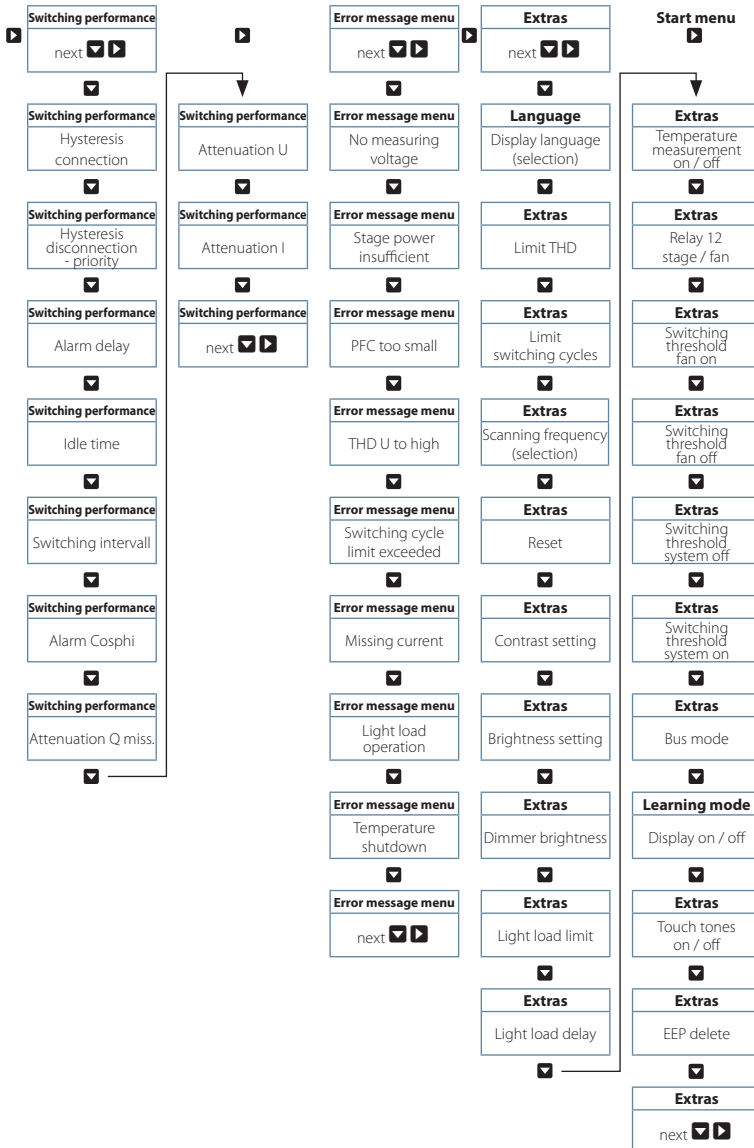 Switching performance
next
Switching performance
Hysteresis
connection
Switching performance
Hysteresis
disconnection
- priority
Switching performance
Alarm delay
Switching performance
Idle time
Switching performance
Switching intervall
Switching performance
Alarm Cosphi
Switching performance
Attenuation Q miss.
Switching performance
Attenuation U
Switching performance
Attenuation I
Switching performance
next
Error message menu
next
Error message menu
No measuring
voltage
Error message menu
Stage power
insufficient
Error message menu
PFC too small
Error message menu
THD U to high
Error message menu
Switching cycle
limit exceeded
Error message menu
Missing current
Error message menu
Light load
operation
Error message menu
Temperature
shutdown
Error message menu
next
Extras
next
Language
Display language
(selection)
Extras
Limit THD
Extras
Limit
switching cycles
Extras
Scanning frequency
(selection)
Extras
Reset
Extras
Contrast setting
Extras
Brightness setting
Extras
Dimmer brightness
Extras
Light load limit
Extras
Light load delay
Start menu
Extras
Temperature
measurement
on / off
Extras
Relay 12
stage / fan
Extras
Switching
threshold
fan on
Extras
Switching
threshold
fan off
Extras
Switching
threshold
system off
Extras
Switching
threshold
system on
Extras
Bus mode
Learning mode
Display on / off
Extras
Touch tones
on / off
Extras
EEP delete
Extras
next